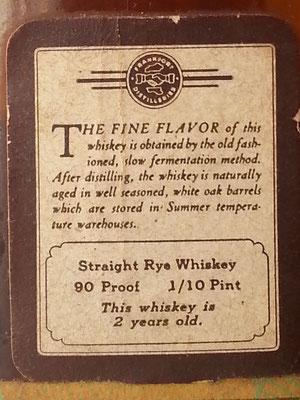 FRANKFORT
DISTILLERIES
THE FINE FLAVOR of this
whiskey is obtained by the old fash-
ioned, slow fermentation method.
After distilling, the whiskey is naturally
aged in well seasoned, white oak barrels
which are stored in Summer tempera-
ture warehouses.
Straight Rye Whiskey
90 Proof 1/10 Pint
This whiskey is
2 years old.